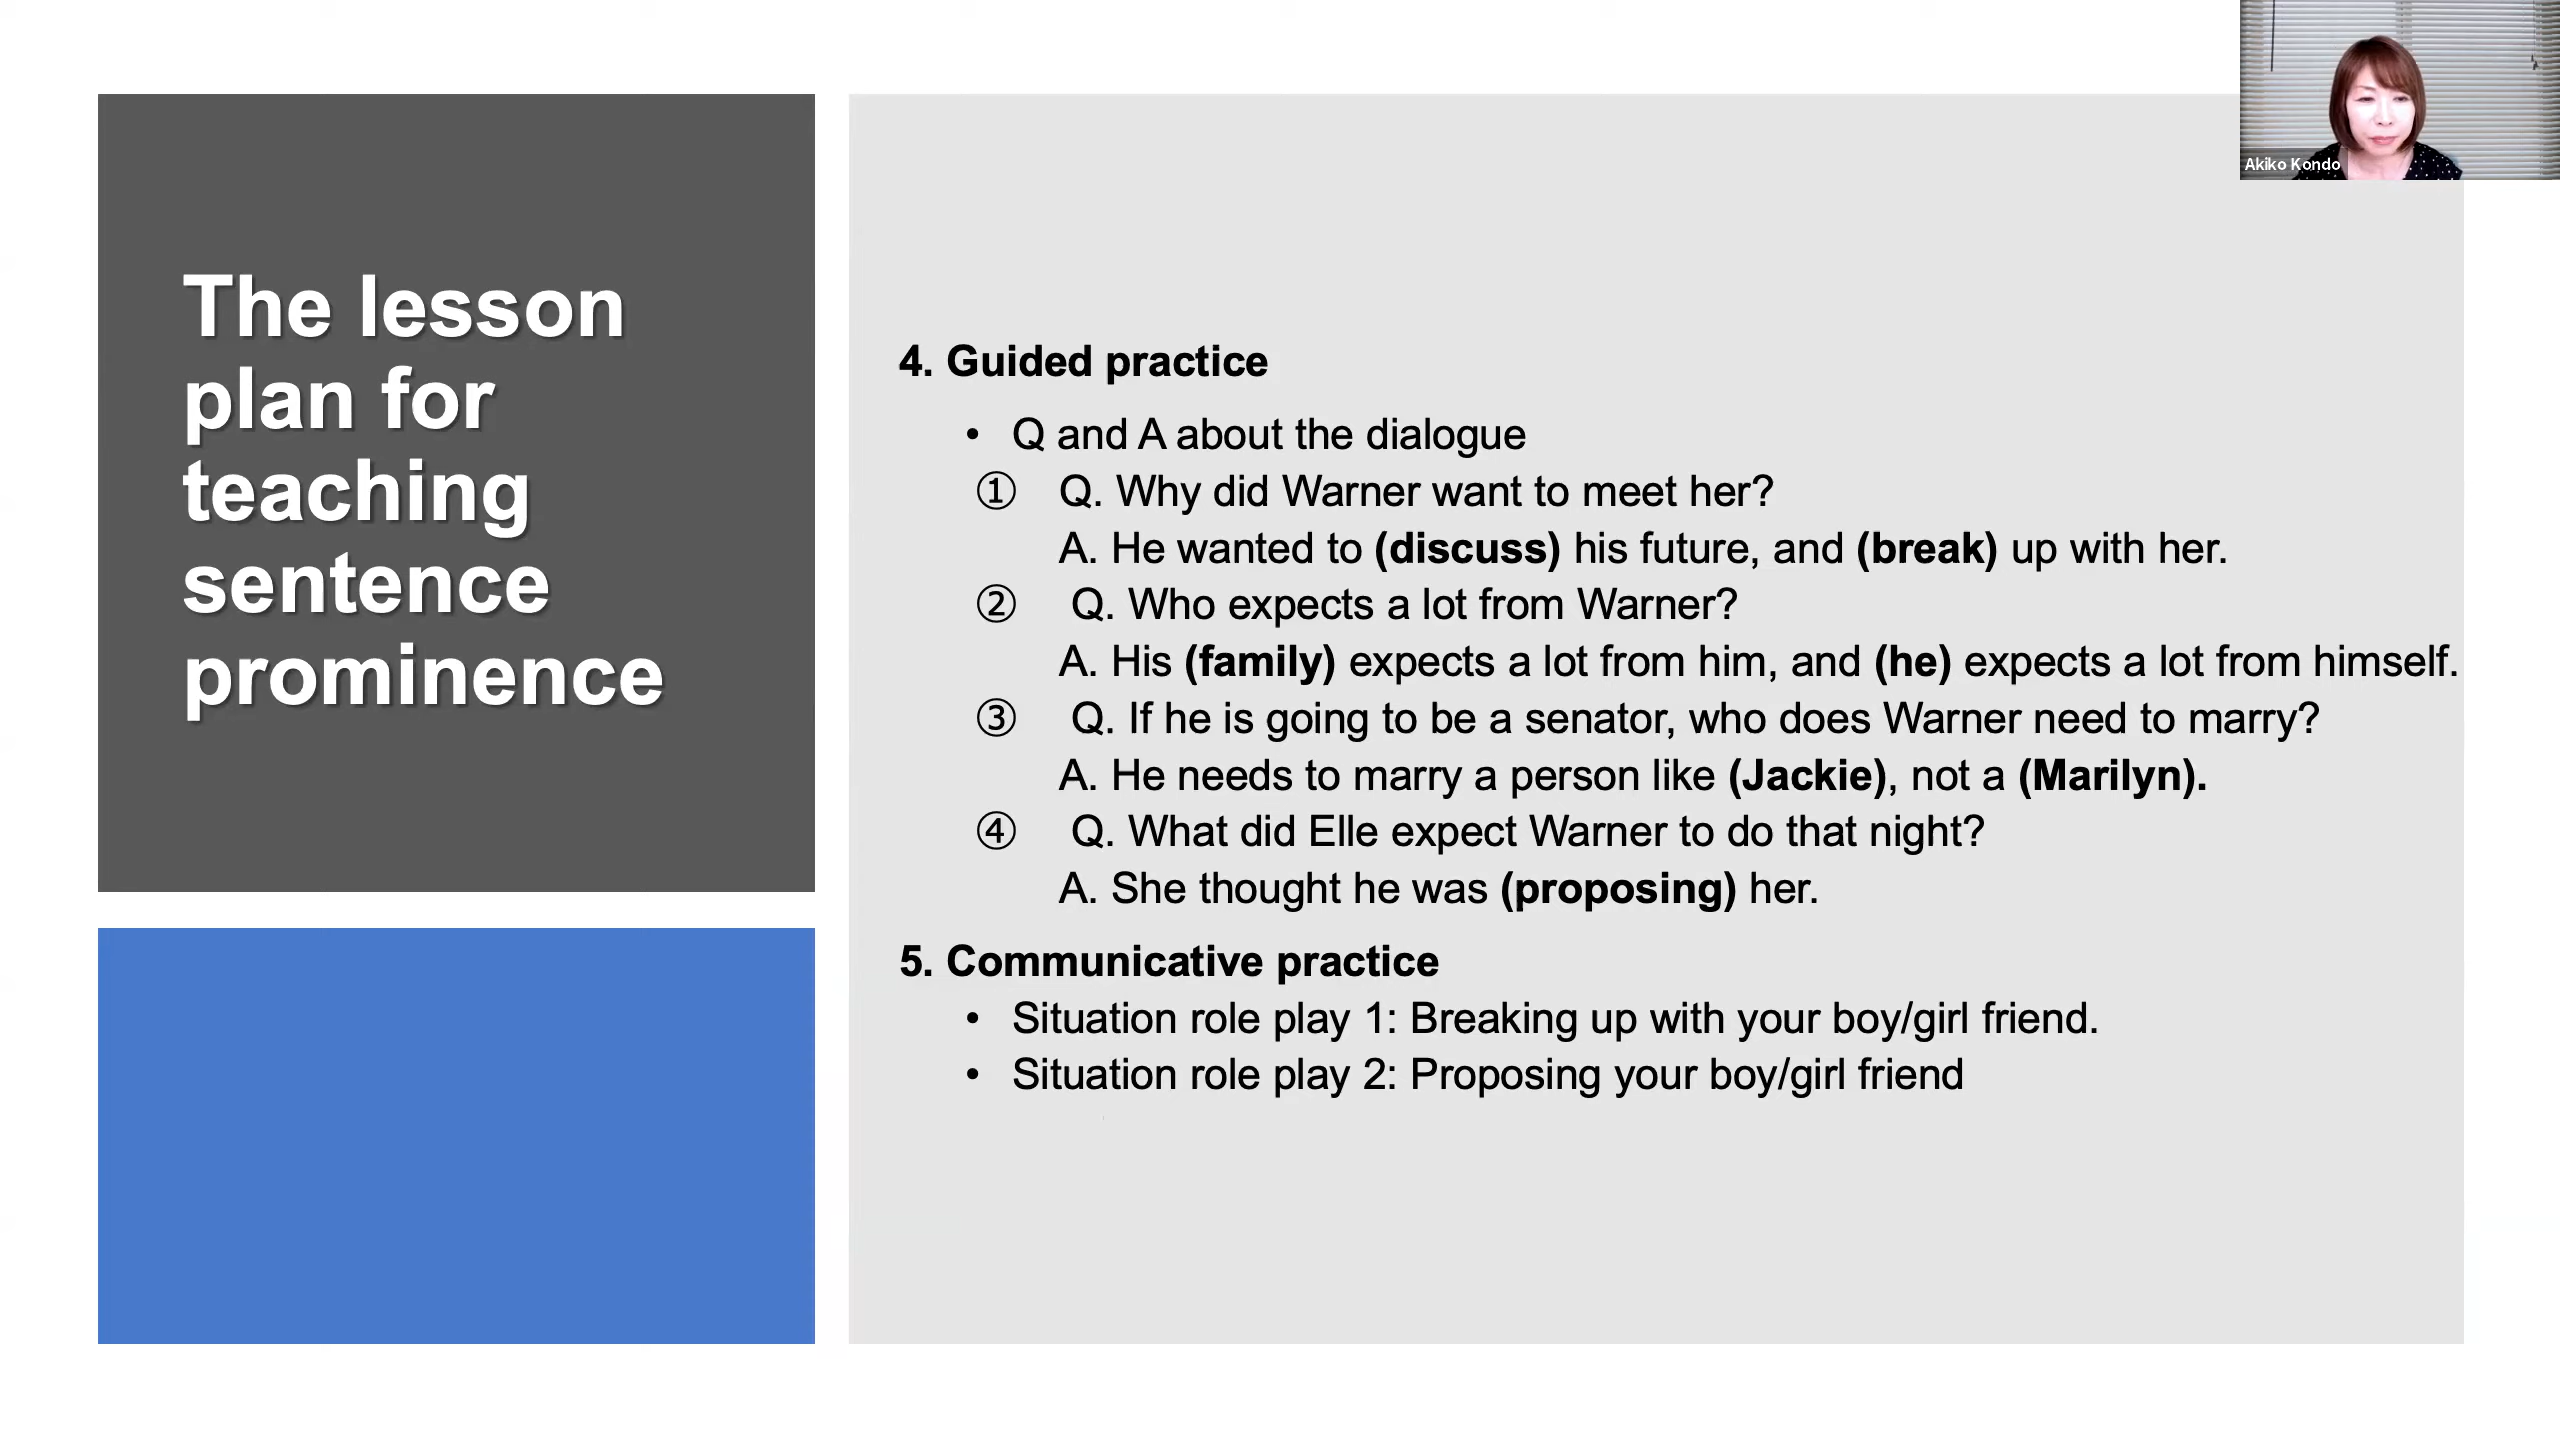 The lesson
plan for
teaching
sentence
prominence
4. Guided practice
• Q and A about the dialogue
① Q. Why did Warner want to meet her?
A. He wanted to (discuss) his future, and (break) up with her.
② Q. Who expects a lot from Warner?
A. His (family) expects a lot from him, and (he) expects a lot from himself.
③ Q. If he is going to be a senator, who does Warner need to marry?
A. He needs to marry a person like (Jackie), not a (Marilyn).
④ Q. What did Elle expect Warner to do that night?
A. She thought he was (proposing) her.
5. Communicative practice
• Situation role play 1: Breaking up with your boy/girl friend.
• Situation role play 2: Proposing your boy/girl friend
Akiko Kondo